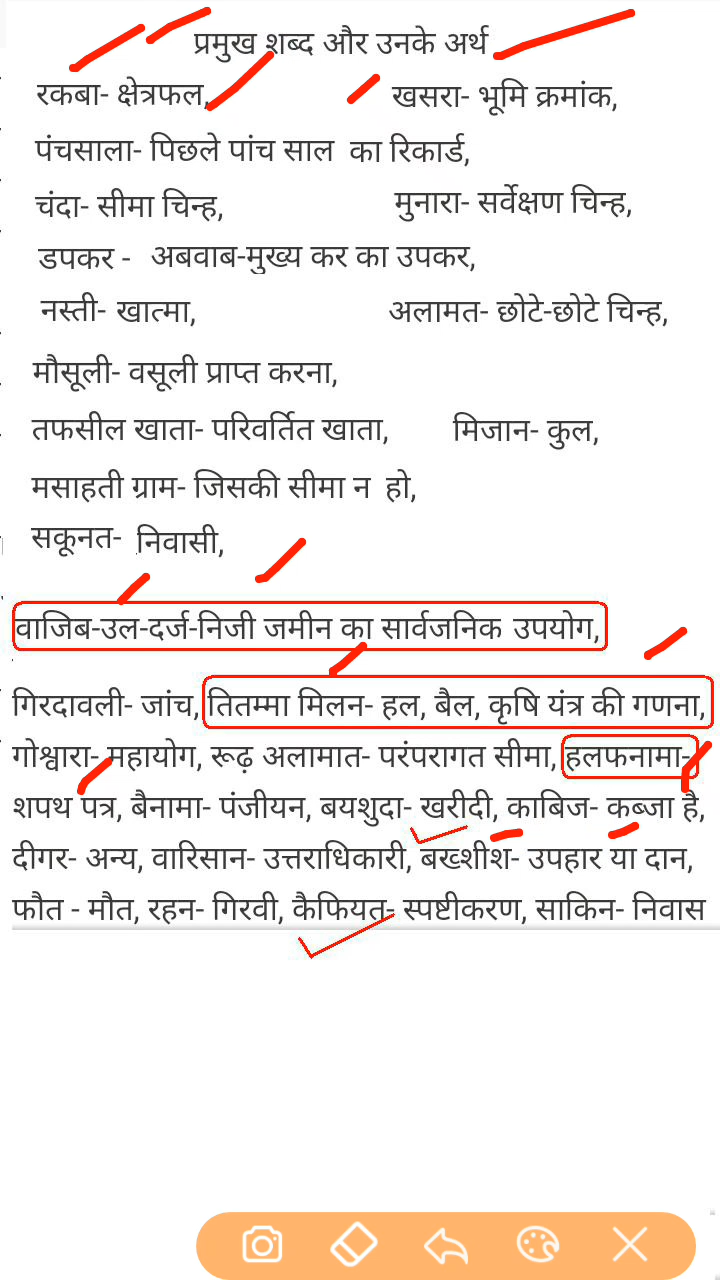 प्रमुख शब्द और उनके अर्थ
रकबा- क्षेत्रफल, खसरा- भूमि क्रमांक,
पंचसाला- पिछले पांच साल का रिकार्ड,
चंदा- सीमा चिन्ह, मुनारा- सर्वेक्षण चिन्ह,
डपकर - अबवाब-मुख्य कर का उपकर,
नस्ती- खात्मा, अलामत- छोटे-छोटे चिन्ह,
मौसूली- वसूली प्राप्त करना,
तफसील खाता- परिवर्तित खाता, मिजान- कुल,
मसाहती ग्राम- जिसकी सीमा न हो,
सकूनत- निवासी,
वाजिब-उल-दर्ज-निजी जमीन का सार्वजनिक उपयोग,
गिरदावली- जांच, तितम्मा मिलन- हल, बैल, कृषि यंत्र की गणना,
गोश्वारा- महायोग, रूढ़ अलामात- परंपरागत सीमा, हलफनामा-
शपथ पत्र, बैनामा- पंजीयन, बयशुदा- खरीदी, काबिज- कब्जा है,
दीगर- अन्य, वारिसान- उत्तराधिकारी, बख्शीश- उपहार या दान,
फौत - मौत, रहन- गिरवी, कैफियत- स्पष्टीकरण, साकिन- निवास